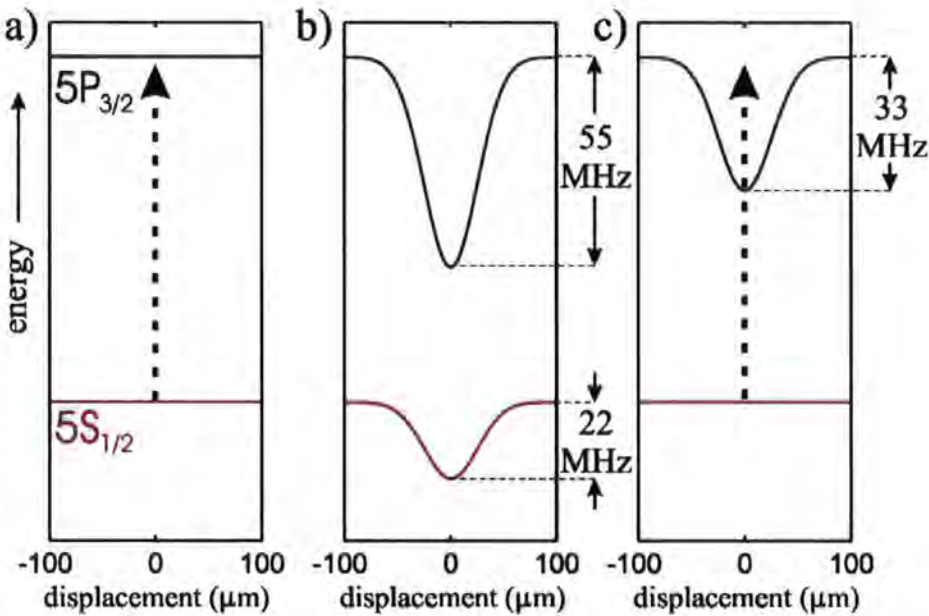 a)
5P3/2
5S1/2
energy
-100 0 100
displacement (µm)
b)
55
MHz
22
MHz
-100 0 100
displacement (µm)
c)
33
MHz
-100 0 100
displacement (µm)